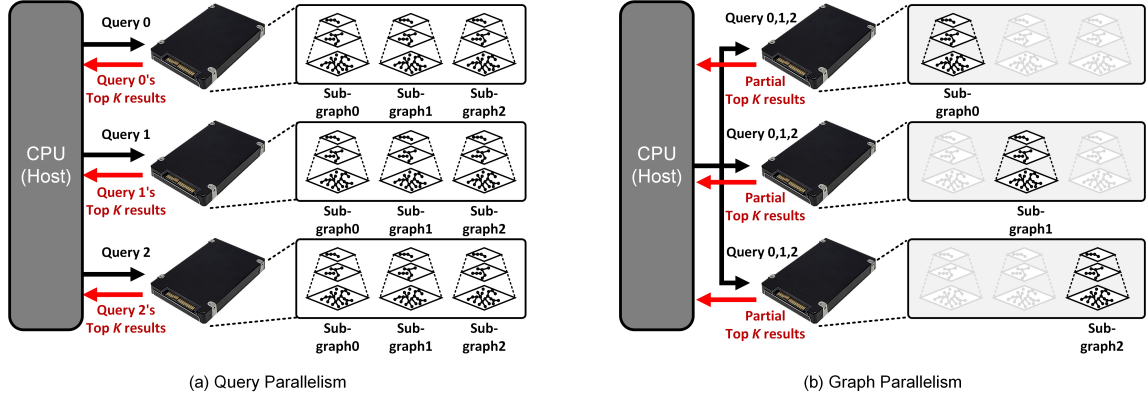 CPU
(Host)
Query 0
Query 0's
Top K results
Sub-
graph0
Sub-
graph1
Sub-
graph2
Query 1
Query 1's
Top K results
Sub-
graph0
Sub-
graph1
Sub-
graph2
Query 2
Query 2's
Top K results
Sub-
graph0
Sub-
graph1
Sub-
graph2
(a) Query Parallelism
CPU
(Host)
Query 0,1,2
Partial
Top K results
Sub-
graph0
Query 0,1,2
Partial
Top K results
Sub-
graph1
Query 0,1,2
Partial
Top K results
Sub-
graph2
(b) Graph Parallelism